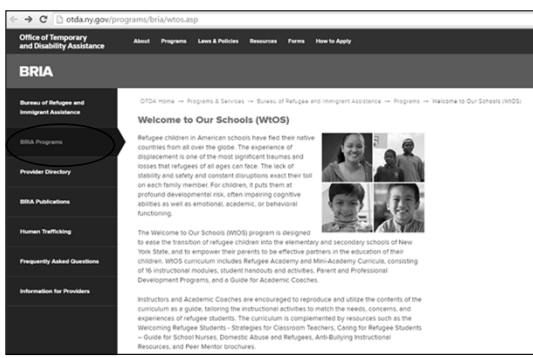 otda.ny.gov/programs/bria/wtos.asp
Office of Temporary
and Disability Assistance
About Programs Laws & Policies Resources Forms How to Apply
BRIA
Bureau of Refugee and
Immigrant Assistance
BRIA Programs
Provider Directory
BRIA Publications
Human Trafficking
Frequently Asked Questions
Information for Providers
OTDA Home → Programs & Services → Bureau of Refugee and Immigrant Assistance → Programs → Welcome to Our Schools (WtOS)
Welcome to Our Schools (WtOS)
Refugee children in American schools have fled their native
countries from all over the globe. The experience of
displacement is one of the most significant traumas and
losses that refugees of all ages can face. The lack of
stability and safety and constant disruptions exact their toll
on each family member. For children, it puts them at
profound developmental risk, often impairing cognitive
abilities as well as emotional, academic, or behavioral
functioning.
The Welcome to Our Schools (WtOS) program is designed
to ease the transition of refugee children into the elementary and secondary schools of New
York State, and to empower their parents to be effective partners in the education of their
children. WtOS curriculum includes Refugee Academy and Mini-Academy Curricula, consisting
of 16 instructional modules, student handouts and activities, Parent and Professional
Development Programs, and a Guide for Academic Coaches.
Instructors and Academic Coaches are encouraged to reproduce and utilize the contents of the
curriculum as a guide, tailoring the instructional activities to match the needs, concerns, and
experiences of refugee students. The curriculum is complemented by resources such as the
Welcoming Refugee Students - Strategies for Classroom Teachers, Caring for Refugee Students
– Guide for School Nurses, Domestic Abuse and Refugees, Anti-Bullying Instructional
Resources, and Peer Mentor brochures.